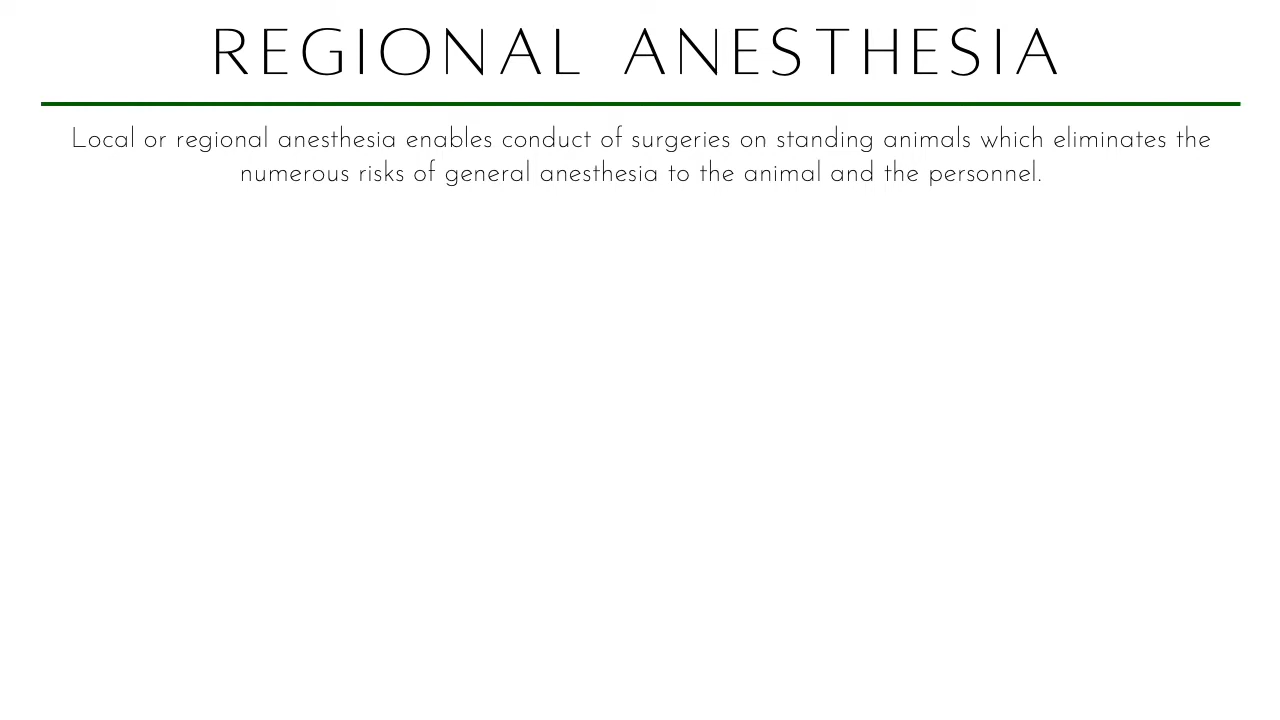 REGIONAL ANESTHESIA
Local or regional anesthesia enables conduct of surgeries on standing animals which eliminates the
numerous risks of general anesthesia to the animal and the personnel.